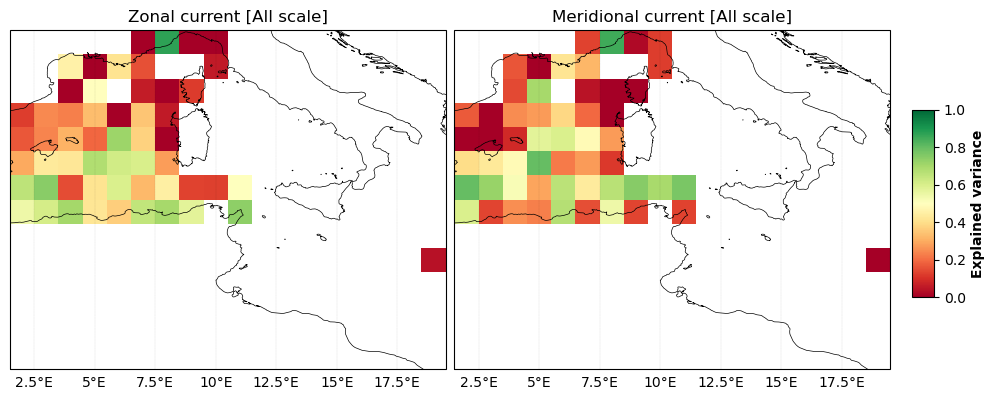 Zonal current [All scale]
Meridional current [All scale]
1.0
0.8
0.6
0.4
0.2
0.0
Explained variance
2.5°E 5°E 7.5°E 10°E 12.5°E 15°E 17.5°E
2.5°E 5°E 7.5°E 10°E 12.5°E 15°E 17.5°E